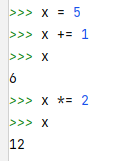 >>> x = 5
>>> x += 1
>>> x
6
>>> x *= 2
>>> x
12